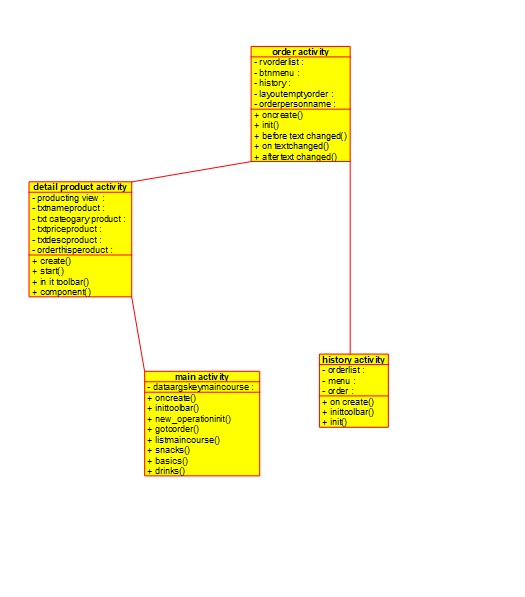 order activity
- rvorderlist :
- btnmenu :
- history :
- layoutemptyorder :
- orderpersonname :
+ oncreate()
+ init()
+ before text changed()
+ on textchanged()
+ aftertext changed()
detail product activity
- producting view :
- txtnameproduct :
- txt cateogary product :
- txtpriceproduct :
- txtdescproduct :
- orderthisperoduct :
+ create()
+ start()
+ in it toolbar()
+ component()
main activity
- dataargskeymaincourse :
+ oncreate()
+ inittoolbar()
+ new_operationinit()
+ gotoorder()
+ listmaincourse()
+ snacks()
+ basics()
+ drinks()
history activity
- orderlist :
- menu :
- order :
+ on create()
+ inittoolbar()
+ init()